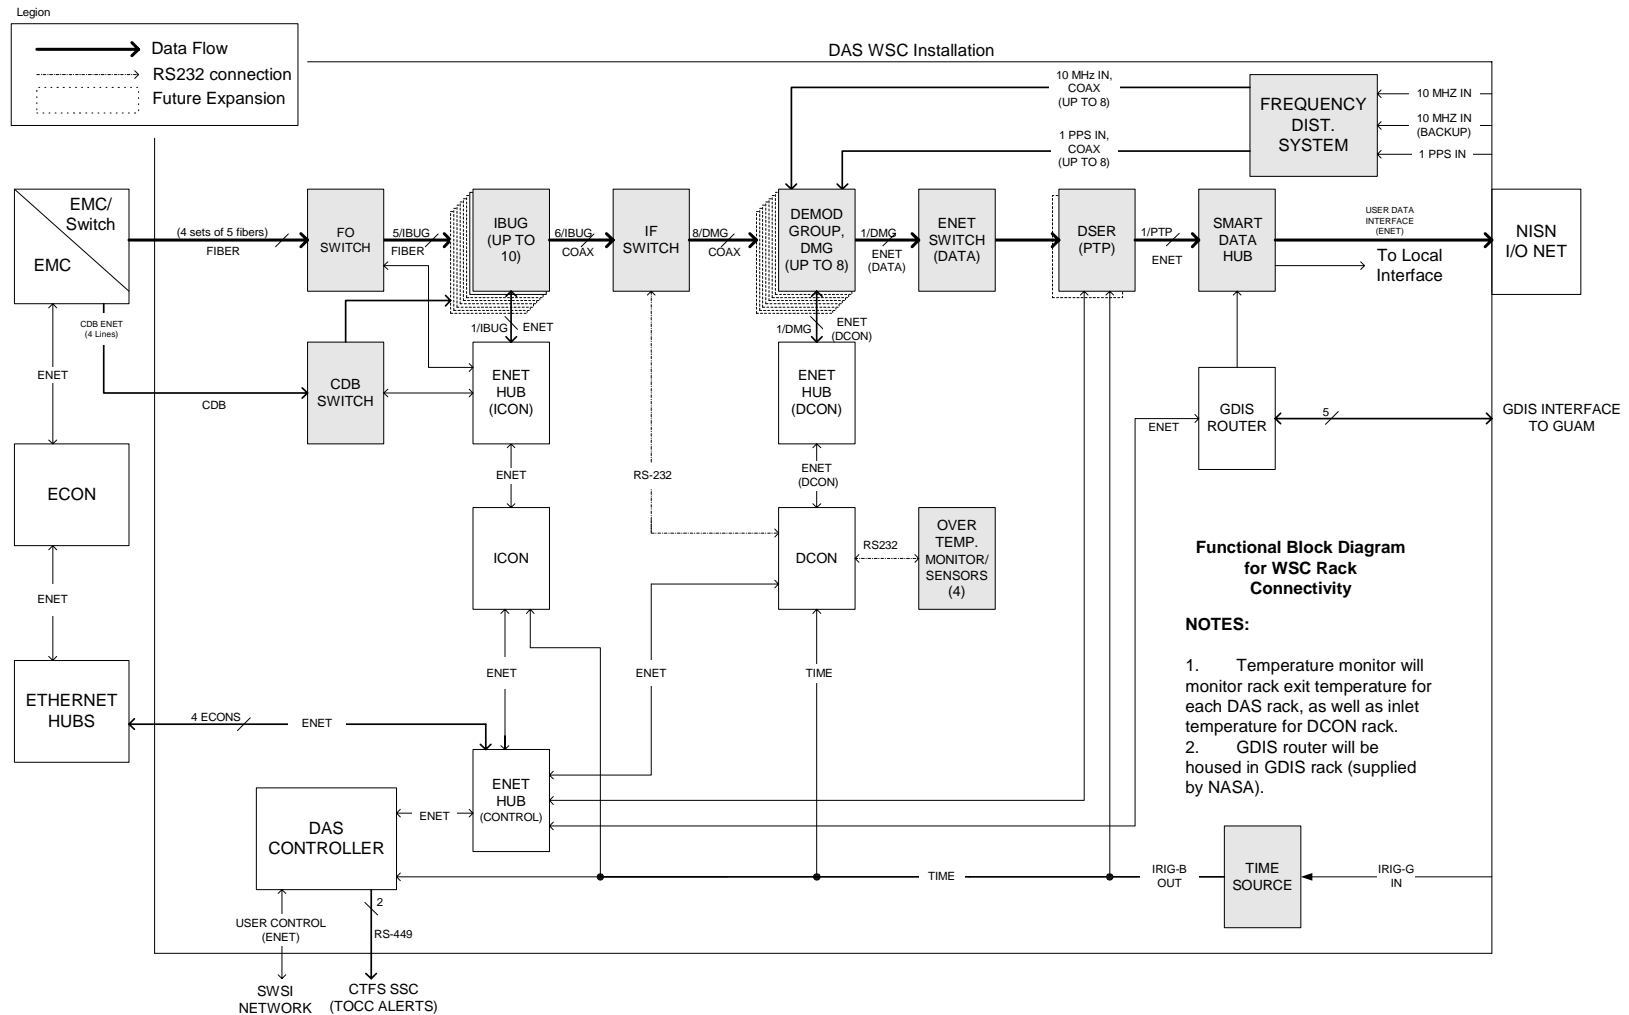 Legion
Data Flow
RS232 connection
Future Expansion
DAS WSC Installation
10 MHz IN,
COAX
(UP TO 8)
1 PPS IN,
COAX
(UP TO 8)
FREQUENCY
DIST.
SYSTEM
10 MHZ IN
10 MHZ IN
(BACKUP)
1 PPS IN
EMC/
Switch
EMC
(4 sets of 5 fibers)
FIBER
FO
SWITCH
5/IBUG
FIBER
IBUG
(UP TO
10)
6/IBUG
COAX
IF
SWITCH
8/DMG
COAX
DEMOD
GROUP,
DMG
(UP TO 8)
1/DMG
ENET
(DATA)
ENET
SWITCH
(DATA)
DSER
(PTP)
1/PTP
ENET
SMART
DATA
HUB
USER DATA
INTERFACE
(ENET)
To Local
Interface
NISN
I/O NET
CDB ENET
(4 Lines)
ENET
CDB
CDB
SWITCH
1/IBUG
ENET
ENET
HUB
(ICON)
1/DMG
ENET
(DCON)
ENET
HUB
(DCON)
ENET
GDIS
ROUTER
5
GDIS INTERFACE
TO GUAM
ECON
ENET
RS-232
ENET
(DCON)
ICON
DCON
RS232
OVER
TEMP.
MONITOR/
SENSORS
(4)
Functional Block Diagram
for WSC Rack
Connectivity
ENET
NOTES:
1. Temperature monitor will
monitor rack exit temperature for
each DAS rack, as well as inlet
temperature for DCON rack.
2. GDIS router will be
housed in GDIS rack (supplied
by NASA).
ETHERNET
HUBS
ENET
ENET
TIME
4 ECONS
ENET
ENET
HUB
(CONTROL)
ENET
DAS
CONTROLLER
TIME
IRIG-B
OUT
TIME
SOURCE
IRIG-G
IN
USER CONTROL
(ENET)
2
RS-449
SWSI
NETWORK
CTFS SSC
(TOCC ALERTS)